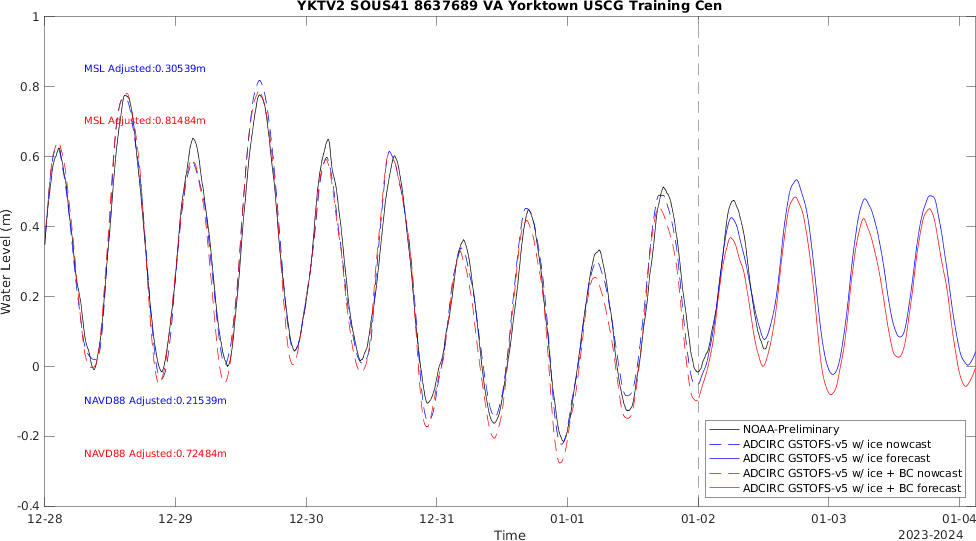 YKTV2 SOUS41 8637689 VA Yorktown USCG Training Cen
1
0.8
0.6
0.4
0.2
0
-0.2
-0.4
Water Level (m)
MSL Adjusted:0.30539m
MSL Adjusted:0.81484m
NAVD88 Adjusted:0.21539m
NAVD88 Adjusted:0.72484m
NOAA-Preliminary
ADCIRC GSTOFS-v5 w/ ice nowcast
ADCIRC GSTOFS-v5 w/ ice forecast
ADCIRC GSTOFS-v5 w/ ice + BC nowcast
ADCIRC GSTOFS-v5 w/ ice + BC forecast
12-28 12-29 12-30 12-31 01-01 01-02 01-03 01-04
Time
2023-2024